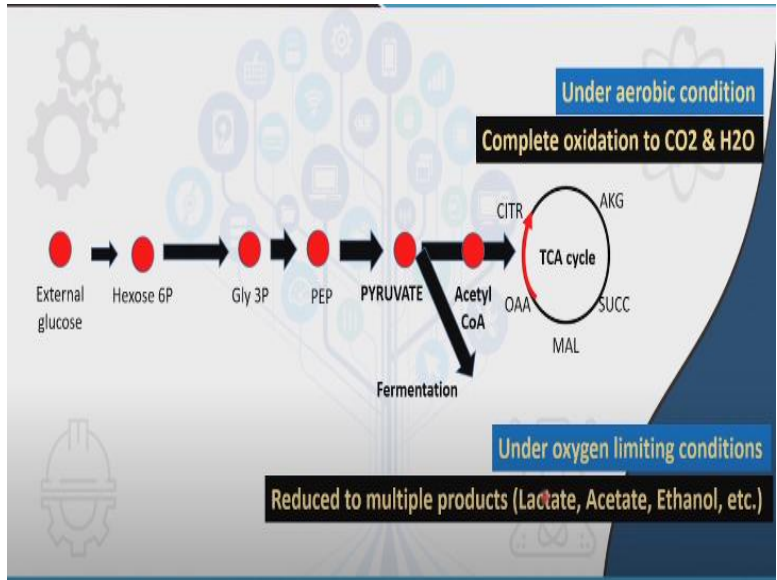 Under aerobic condition
Complete oxidation to CO2 & H2O
CITR
AKG
TCA cycle
OAA
SUCC
MAL
External
glucose
Hexose 6P
Gly 3P
PEP
PYRUVATE
Acetyl
CoA
Fermentation
Under oxygen limiting conditions
Reduced to multiple products (Lactate, Acetate, Ethanol, etc.)